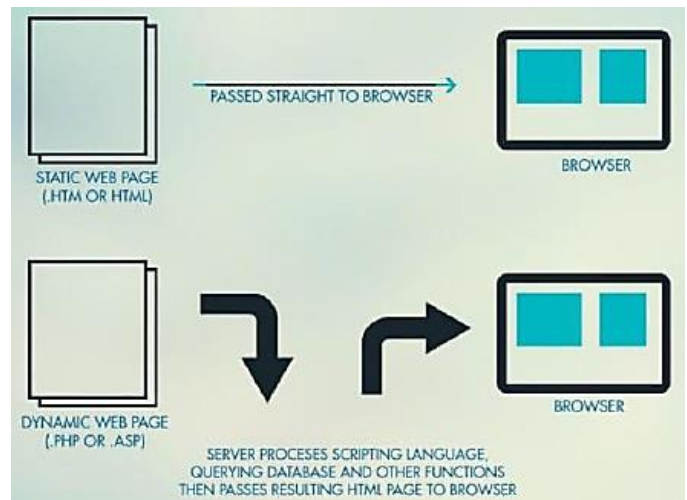 PASSED STRAIGHT TO BROWSER
STATIC WEB PAGE
(.HTM OR HTML)
BROWSER
DYNAMIC WEB PAGE
(.PHP OR .ASP)
BROWSER
SERVER PROCESES SCRIPTING LANGUAGE,
QUERYING DATABASE AND OTHER FUNCTIONS
THEN PASSES RESULTING HTML PAGE TO BROWSER